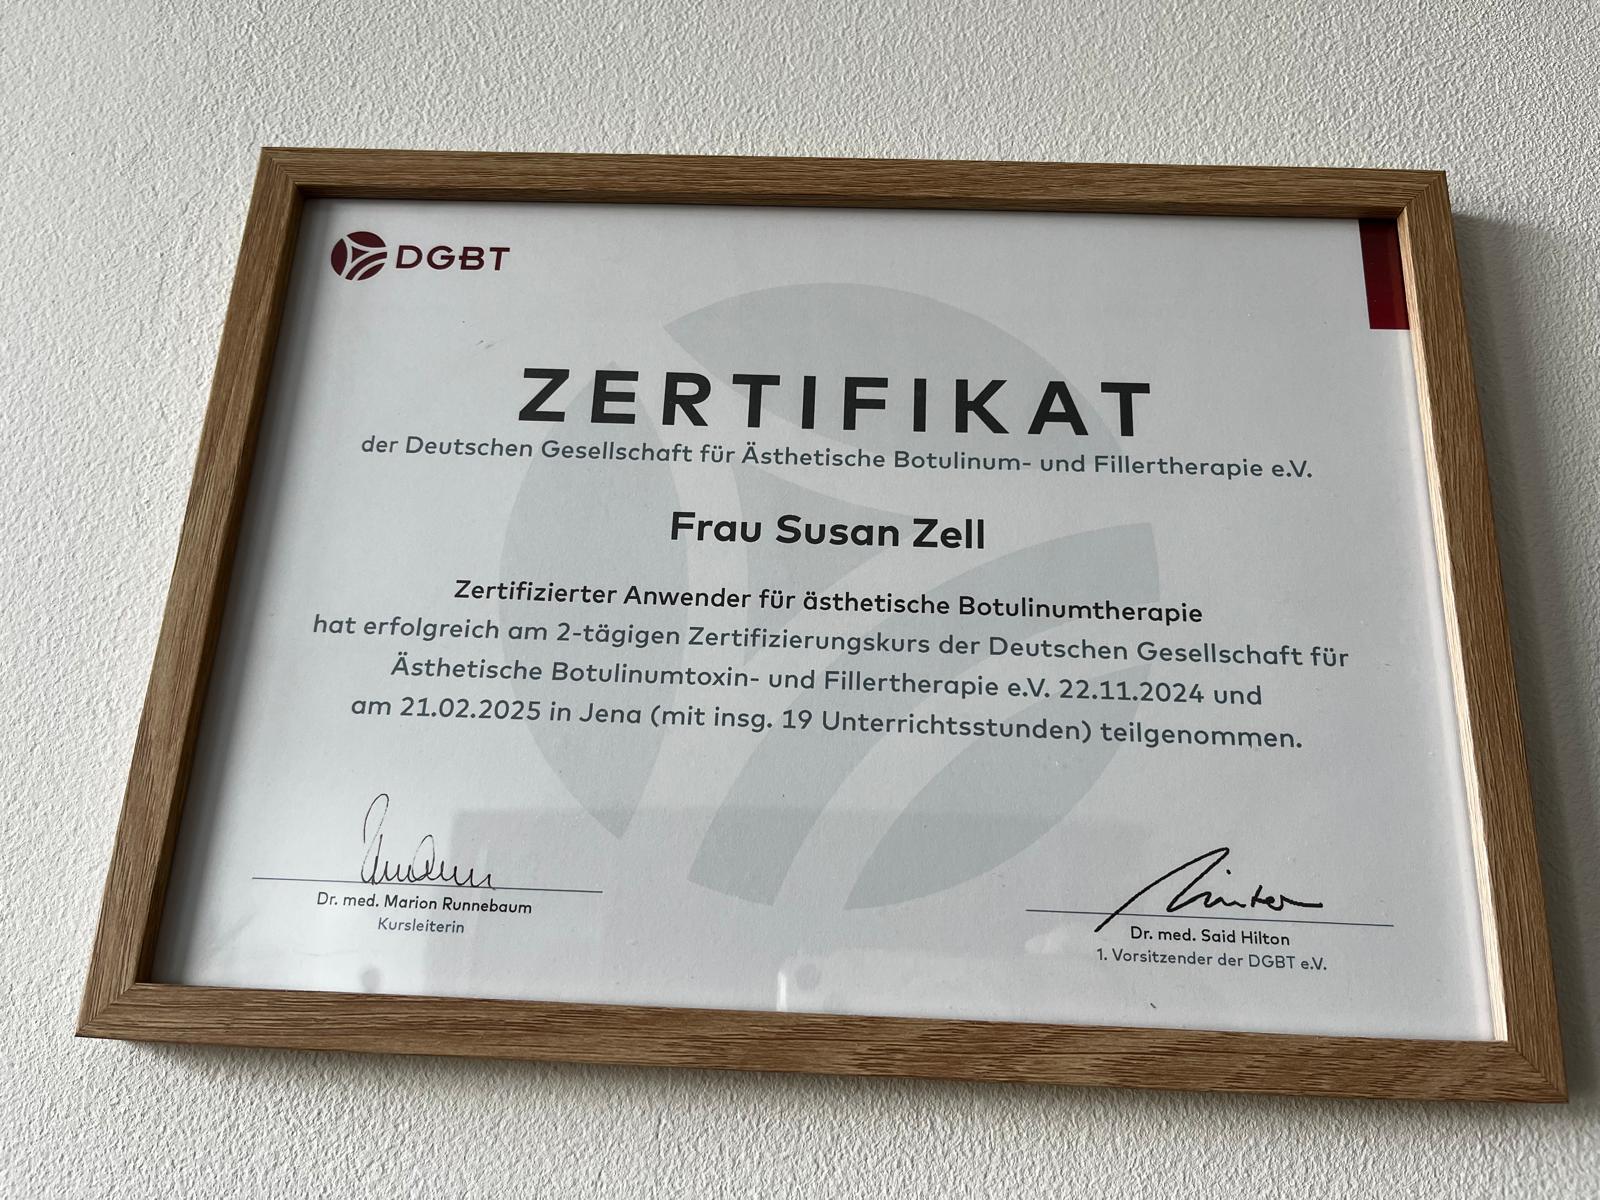 DGBT
ZERTIFIKAT
der Deutschen Gesellschaft für Ästhetische Botulinum- und Fillertherapie e.V.
Frau Susan Zell
Zertifizierter Anwender für ästhetische Botulinumtherapie
hat erfolgreich am 2-tägigen Zertifizierungskurs der Deutschen Gesellschaft für
Ästhetische Botulinumtoxin- und Fillertherapie e.V. 22.11.2024 und
am 21.02.2025 in Jena (mit insg. 19 Unterrichtsstunden) teilgenommen.
Dr. med. Marion Runnebaum
Kursleiterin
Dr. med. Said Hilton
1. Vorsitzender der DGBT e.V.